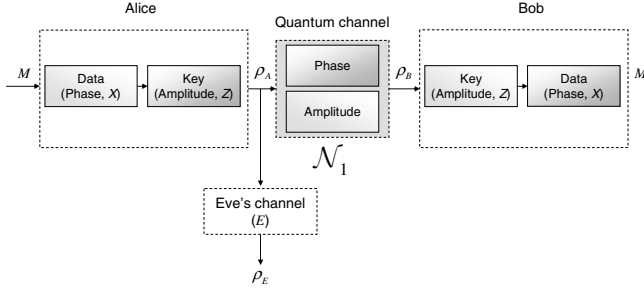 Alice
Quantum channel
Bob
M
Data
(Phase, X)
Key
(Amplitude, Z)
ρA
Phase
Amplitude
𝒩1
ρB
Key
(Amplitude, Z)
Data
(Phase, X)
M
Eve's channel
(E)
ρE